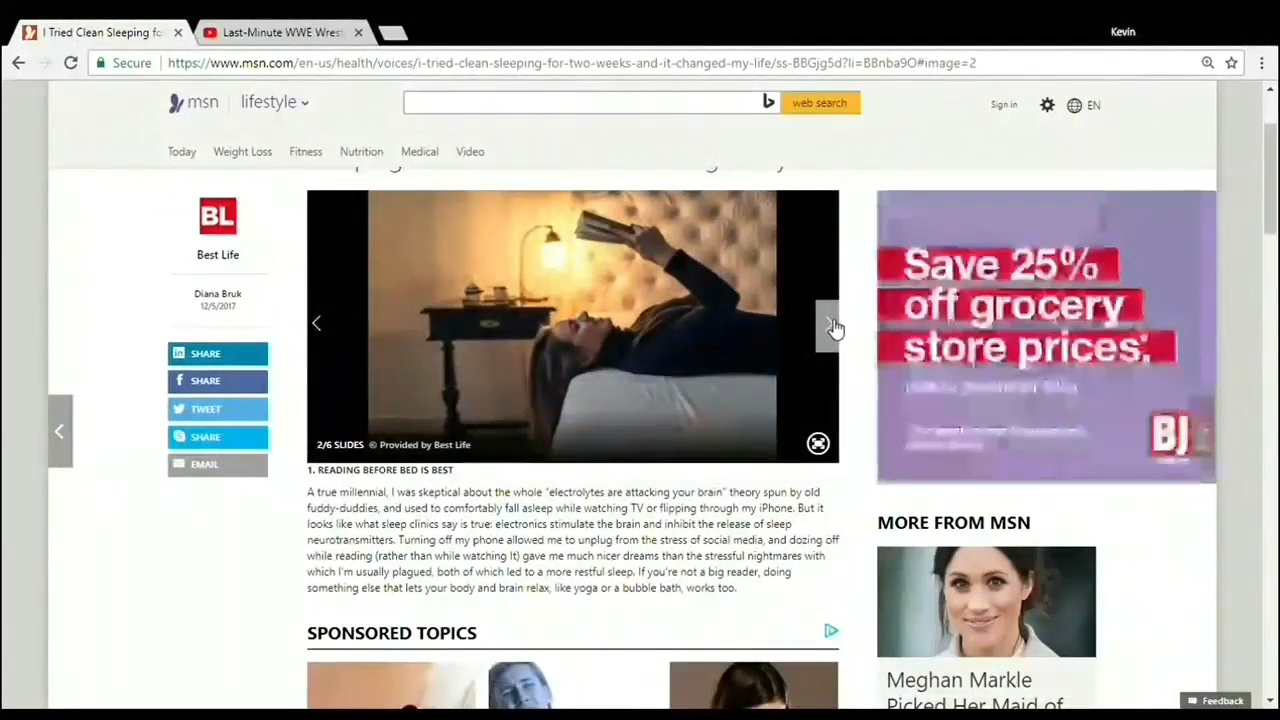 I Tried Clean Sleeping fo
Last-Minute WWE Wrest
Kevin
Secure
https://www.msn.com/en-us/health/voices/i-tried-clean-sleeping-for-two-weeks-and-it-changed-my-life/ss-BBGjg5d?li=BBnba9O#image=2
msn
lifestyle
web search
Sign in
EN
Today
Weight Loss
Fitness
Nutrition
Medical
Video
BL
Best Life
Diana Bruk
12/5/2017
SHARE
SHARE
TWEET
SHARE
EMAIL
2/6 SLIDES © Provided by Best Life
1. READING BEFORE BED IS BEST
A true millennial, I was skeptical about the whole "electrolytes are attacking your brain" theory spun by old
fuddy-duddies, and used to comfortably fall asleep while watching TV or flipping through my iPhone. But it
looks like what sleep clinics say is true: electronics stimulate the brain and inhibit the release of sleep
neurotransmitters. Turning off my phone allowed me to unplug from the stress of social media, and dozing off
while reading (rather than while watching It) gave me much nicer dreams than the stressful nightmares with
which I'm usually plagued, both of which led to a more restful sleep. If you're not a big reader, doing
something else that lets your body and brain relax, like yoga or a bubble bath, works too.
SPONSORED TOPICS
Save 25%
off grocery
store prices.
BJ
MORE FROM MSN
Meghan Markle
Picked Her Maid of
Feedback